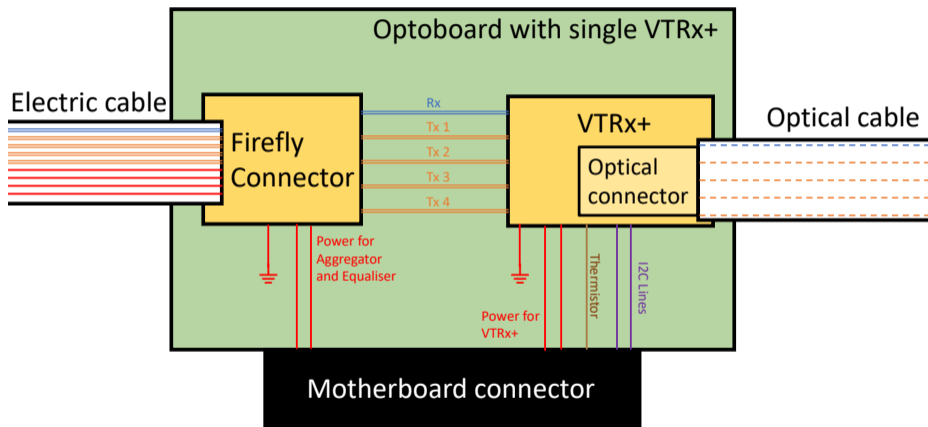 Optoboard with single VTRx+
Electric cable
Firefly
Connector
Rx
Tx 1
Tx 2
Tx 3
Tx 4
VTRx+
Optical
connector
Optical cable
Power for
Aggregator
and Equaliser
Power for
VTRx+
Thermistor
I2C Lines
Motherboard connector